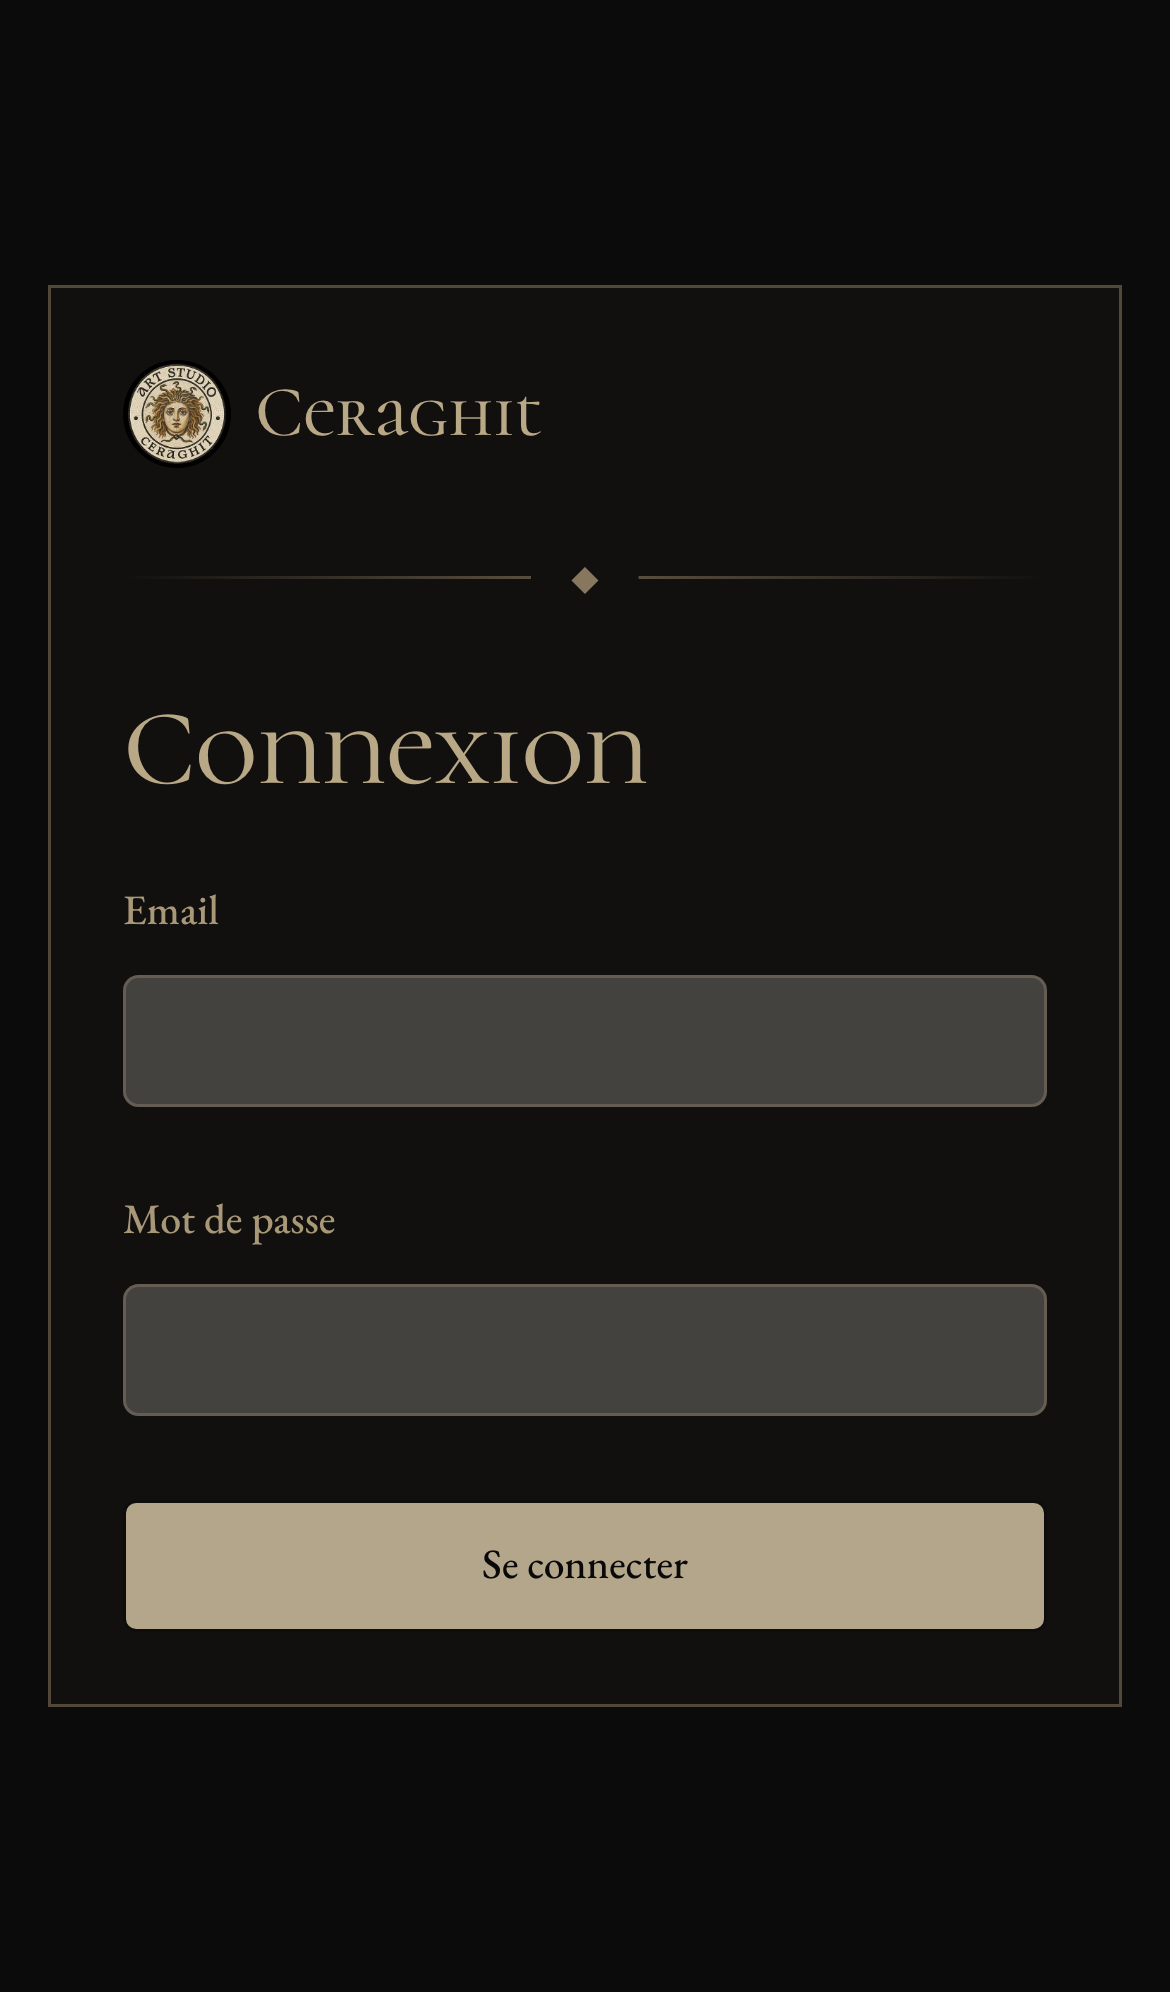 ART STUDIO
CERAGHIT
Ceraghit
Connexion
Email
Mot de passe
Se connecter